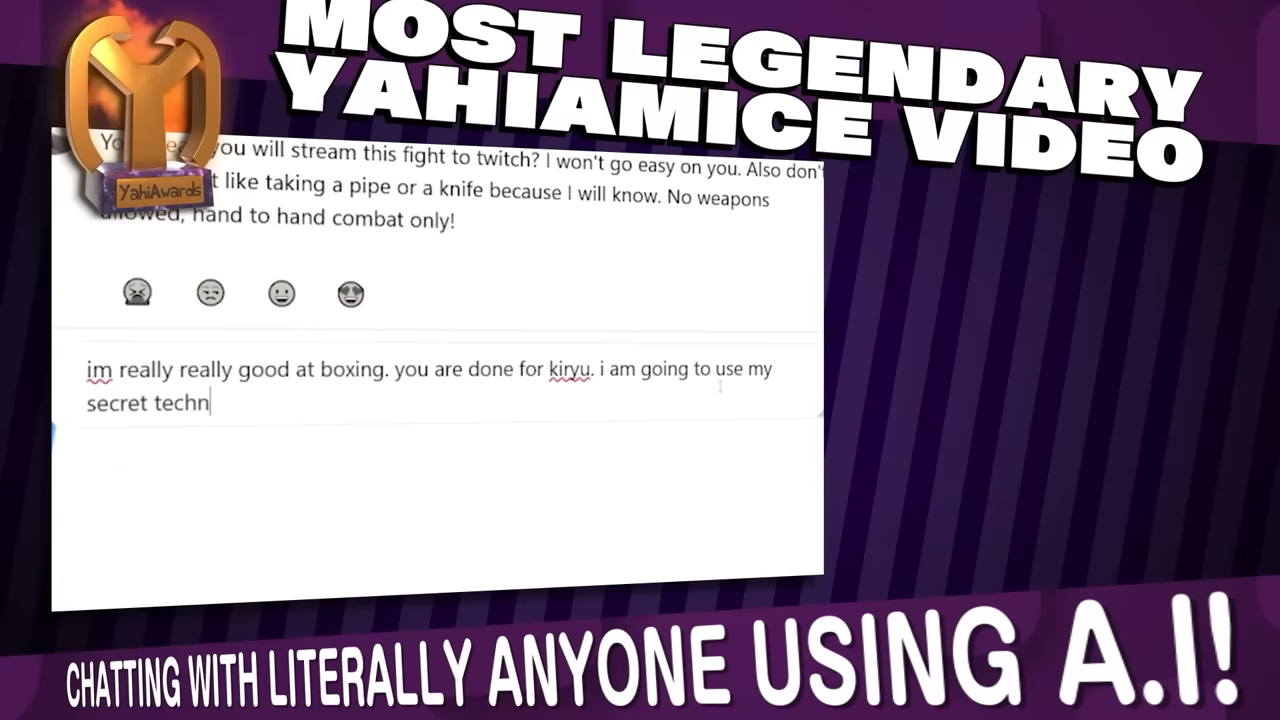 MOST LEGENDARY
YAHIAMICE VIDEO
YahiAwards
you will stream this fight to twitch? I won't go easy on you. Also don't
like taking a pipe or a knife because I will know. No weapons
allowed, hand to hand combat only!
im really really good at boxing. you are done for kiryu. i am going to use my
secret techn
CHATTING WITH LITERALLY ANYONE USING A.I!